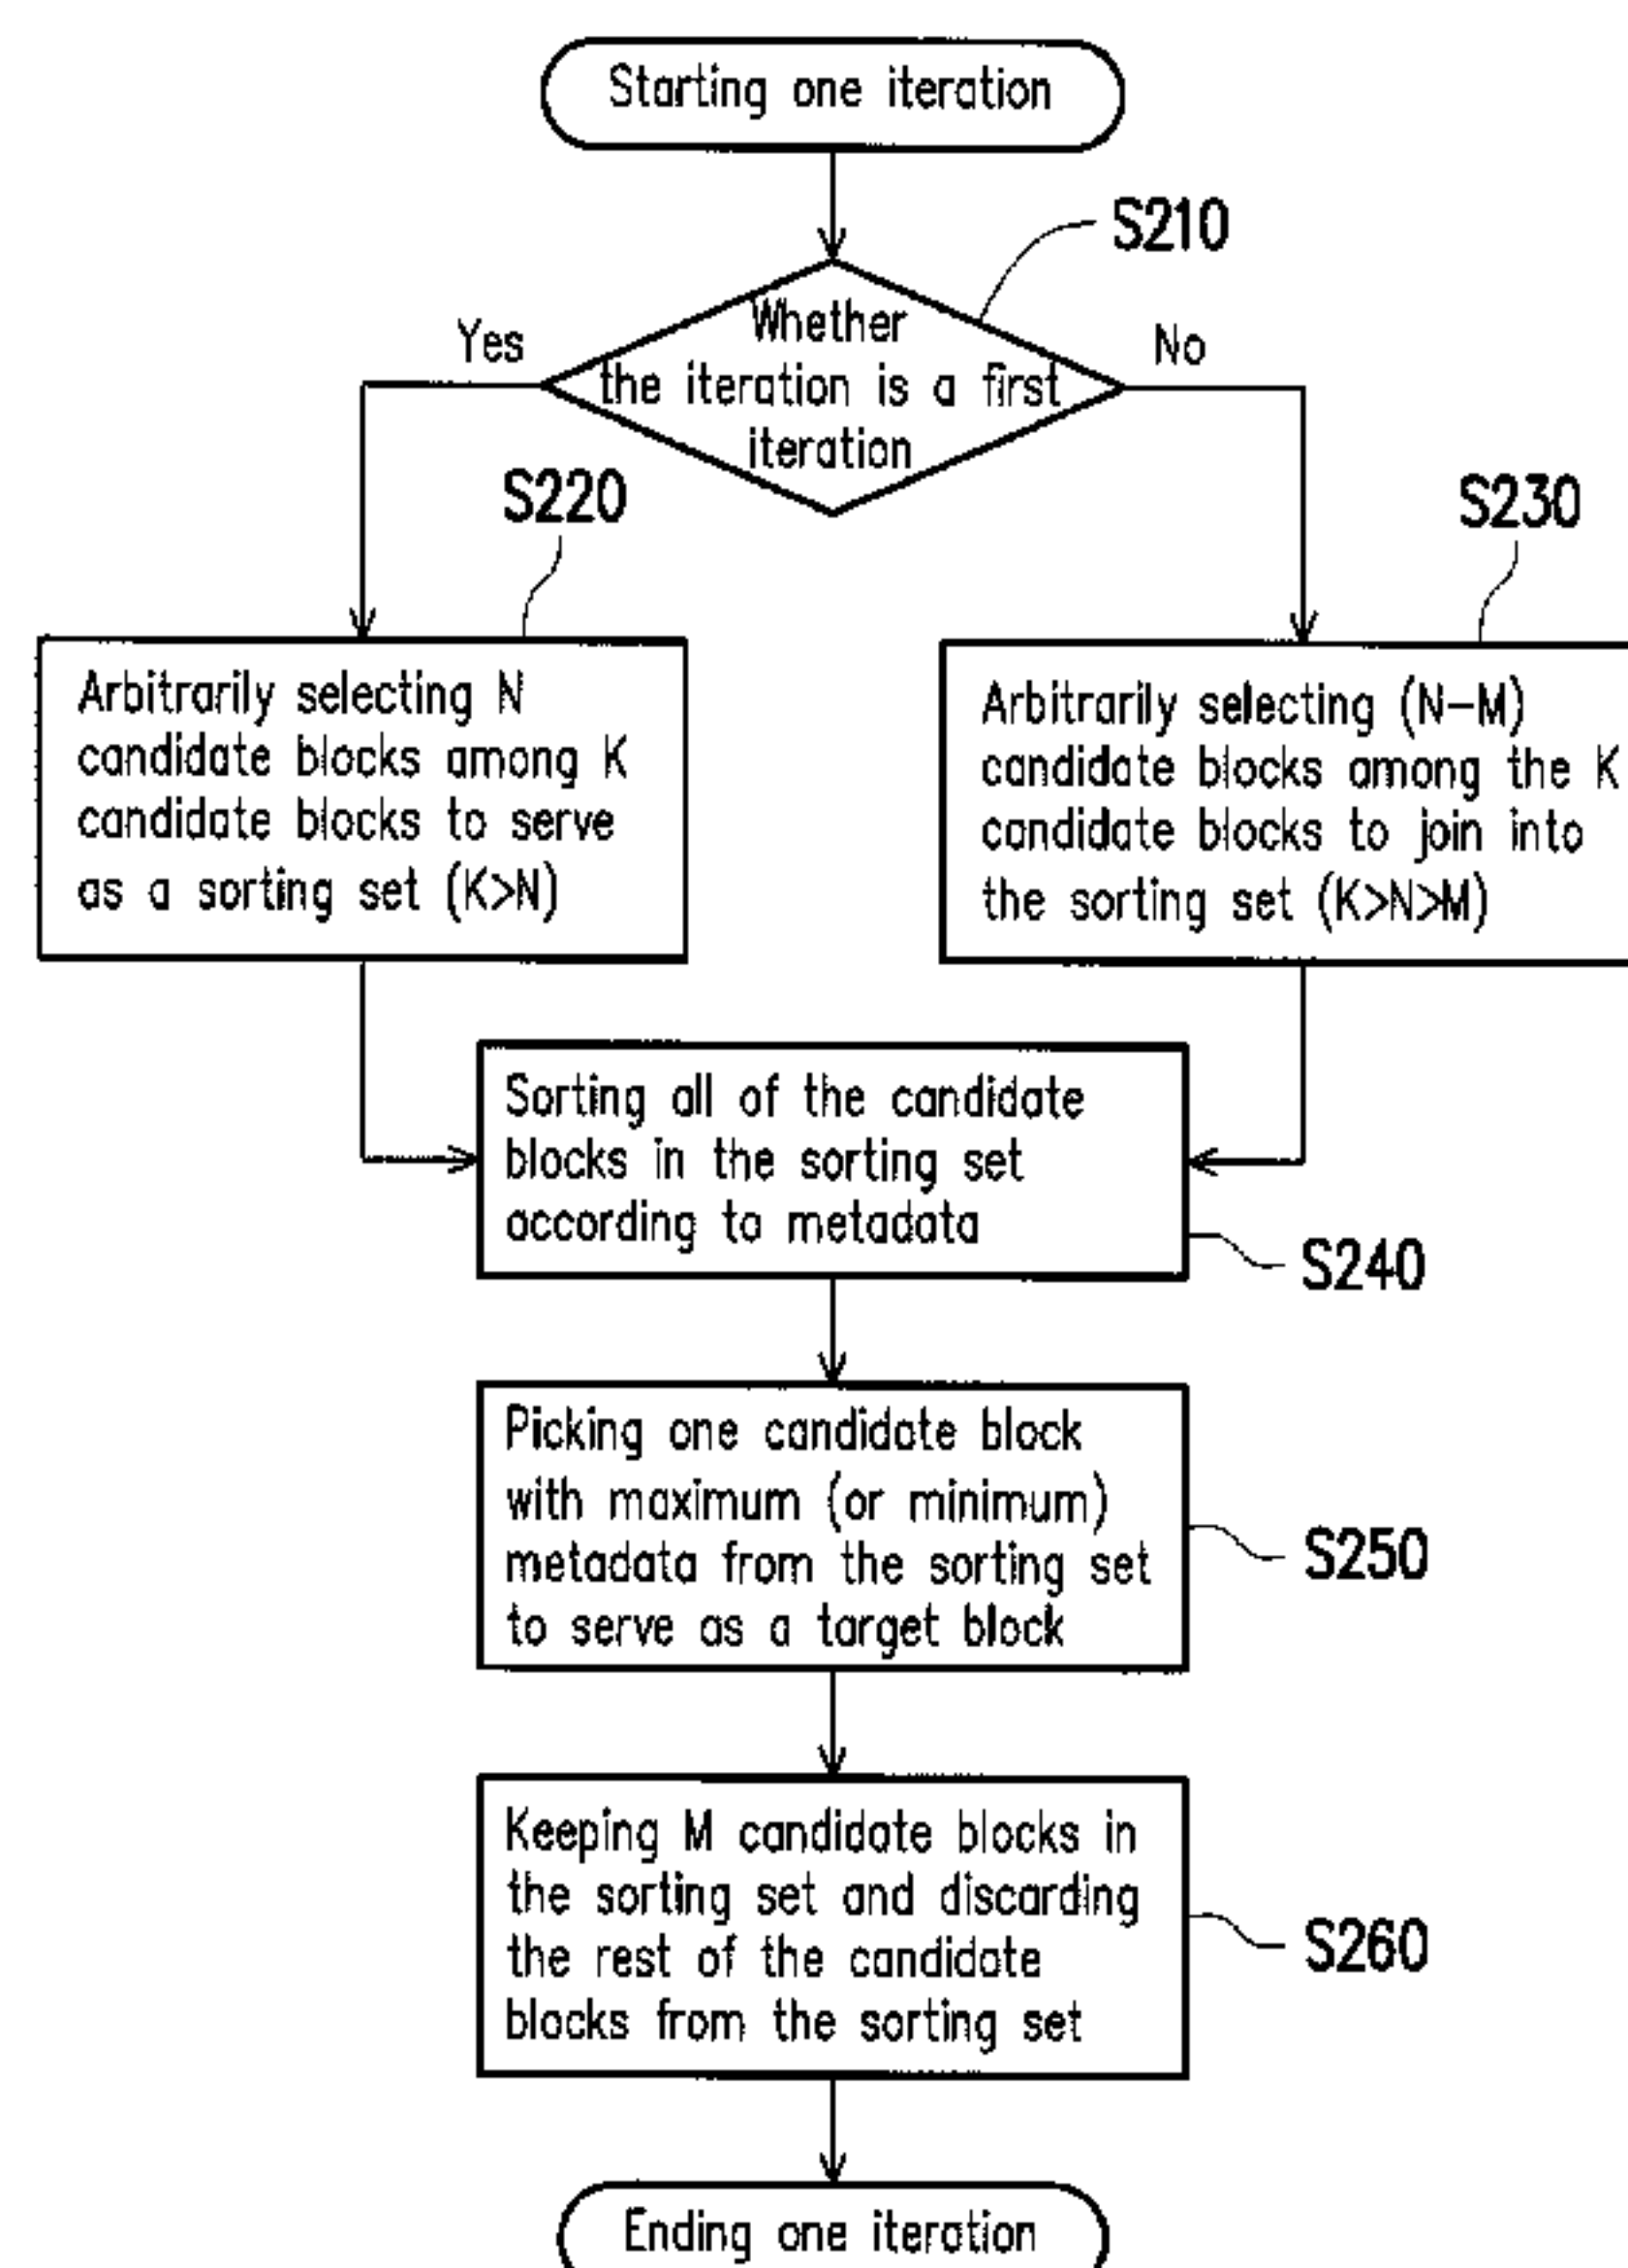 Starting one iteration
S210
Whether
the iteration is a first
iteration
Yes
No
S220
S230
Arbitrarily selecting N
candidate blocks among K
candidate blocks to serve
as a sorting set (K>N)
Arbitrarily selecting (N-M)
candidate blocks among the K
candidate blocks to join into
the sorting set (K>N>M)
Sorting all of the candidate
blocks in the sorting set
according to metadata
S240
Picking one candidate block
with maximum (or minimum)
metadata from the sorting set
to serve as a target block
S250
Keeping M candidate blocks in
the sorting set and discarding
the rest of the candidate
blocks from the sorting set
S260
Ending one iteration